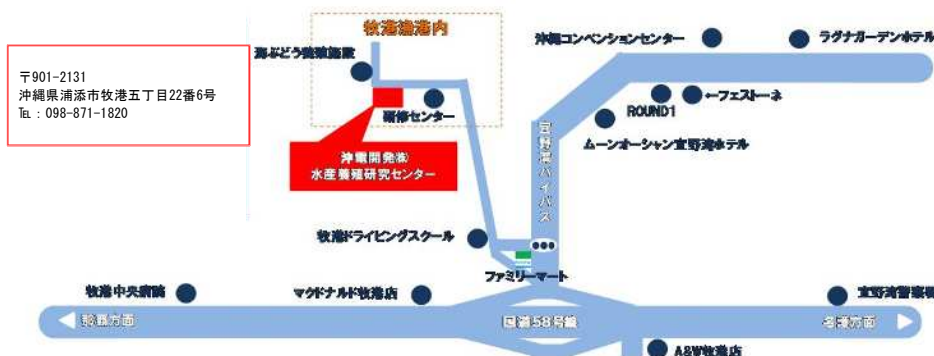 牧港漁港内
海ぶどう養殖施設
沖縄コンベンションセンター
ラグナガーデンホテル
〒901-2131
沖縄県浦添市牧港五丁目22番6号
℡：098-871-1820
研修センター
ROUND1
←フェストーネ
ムーンオーシャン宜野湾ホテル
宜野湾バイパス
沖電開発㈱
水産養殖研究センター
牧港ドライビングスクール
ファミリーマート
牧港中央病院
マクドナルド牧港店
宜野湾警察署
那覇方面
国道58号線
名護方面
A&W牧港店